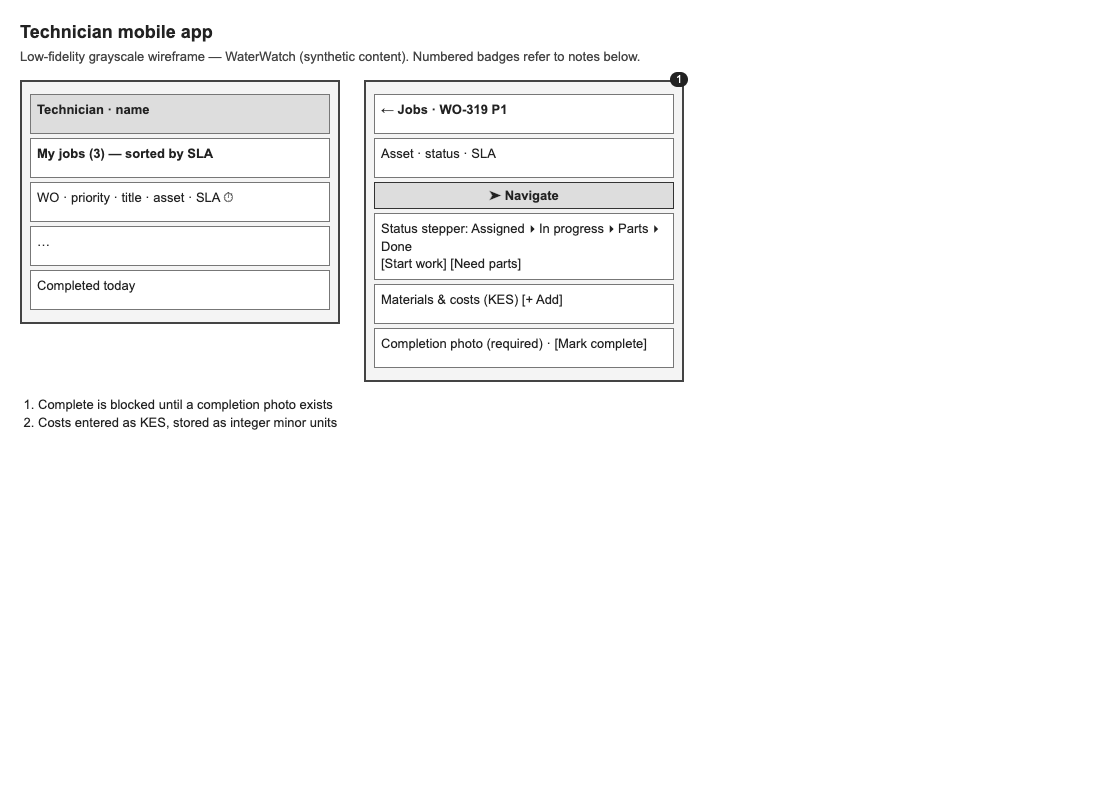 Technician mobile app
Low-fidelity grayscale wireframe — WaterWatch (synthetic content). Numbered badges refer to notes below.
Technician · name
My jobs (3) — sorted by SLA
WO · priority · title · asset · SLA ⏱
…
Completed today
1
← Jobs · WO-319 P1
Asset · status · SLA
➤ Navigate
Status stepper: Assigned ▸ In progress ▸ Parts ▸
Done
[Start work] [Need parts]
Materials & costs (KES) [+ Add]
Completion photo (required) · [Mark complete]
1. Complete is blocked until a completion photo exists
2. Costs entered as KES, stored as integer minor units